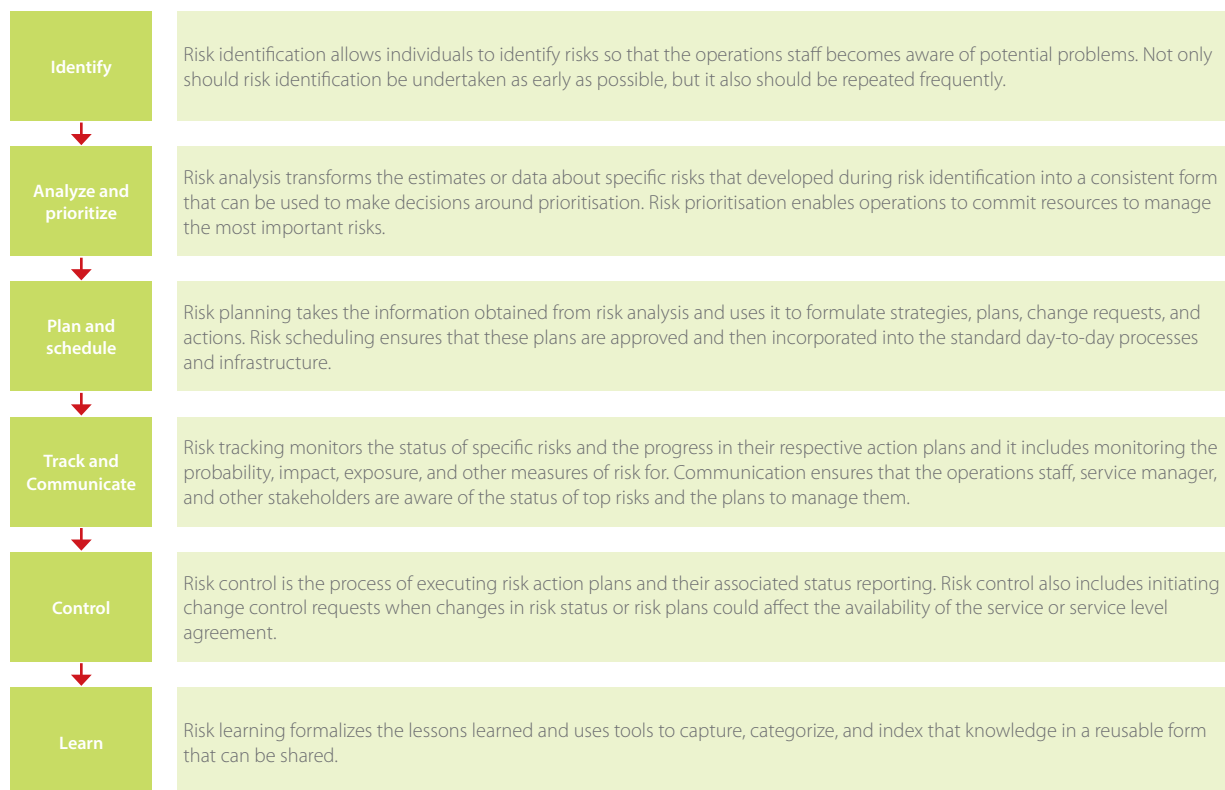 Identify
Risk identification allows individuals to identify risks so that the operations staff becomes aware of potential problems. Not only
should risk identification be undertaken as early as possible, but it also should be repeated frequently.
Analyze and
prioritize
Risk analysis transforms the estimates or data about specific risks that developed during risk identification into a consistent form
that can be used to make decisions around prioritisation. Risk prioritisation enables operations to commit resources to manage
the most important risks.
Plan and
schedule
Risk planning takes the information obtained from risk analysis and uses it to formulate strategies, plans, change requests, and
actions. Risk scheduling ensures that these plans are approved and then incorporated into the standard day-to-day processes
and infrastructure.
Track and
Communicate
Risk tracking monitors the status of specific risks and the progress in their respective action plans and it includes monitoring the
probability, impact, exposure, and other measures of risk for. Communication ensures that the operations staff, service manager,
and other stakeholders are aware of the status of top risks and the plans to manage them.
Control
Risk control is the process of executing risk action plans and their associated status reporting. Risk control also includes initiating
change control requests when changes in risk status or risk plans could affect the availability of the service or service level
agreement.
Learn
Risk learning formalizes the lessons learned and uses tools to capture, categorize, and index that knowledge in a reusable form
that can be shared.